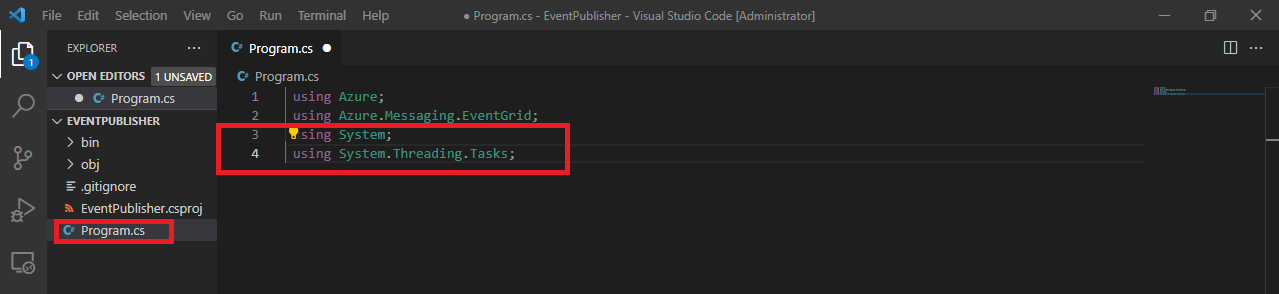 File Edit Selection View Go Run Terminal Help ● Program.cs - EventPublisher - Visual Studio Code [Administrator]
1
EXPLORER ···
OPEN EDITORS 1 UNSAVED
● C# Program.cs
EVENTPUBLISHER
bin
obj
.gitignore
EventPublisher.csproj
C# Program.cs
C# Program.cs ●
C# Program.cs
1 using Azure;
2 using Azure.Messaging.EventGrid;
3 using System;
4 using System.Threading.Tasks;